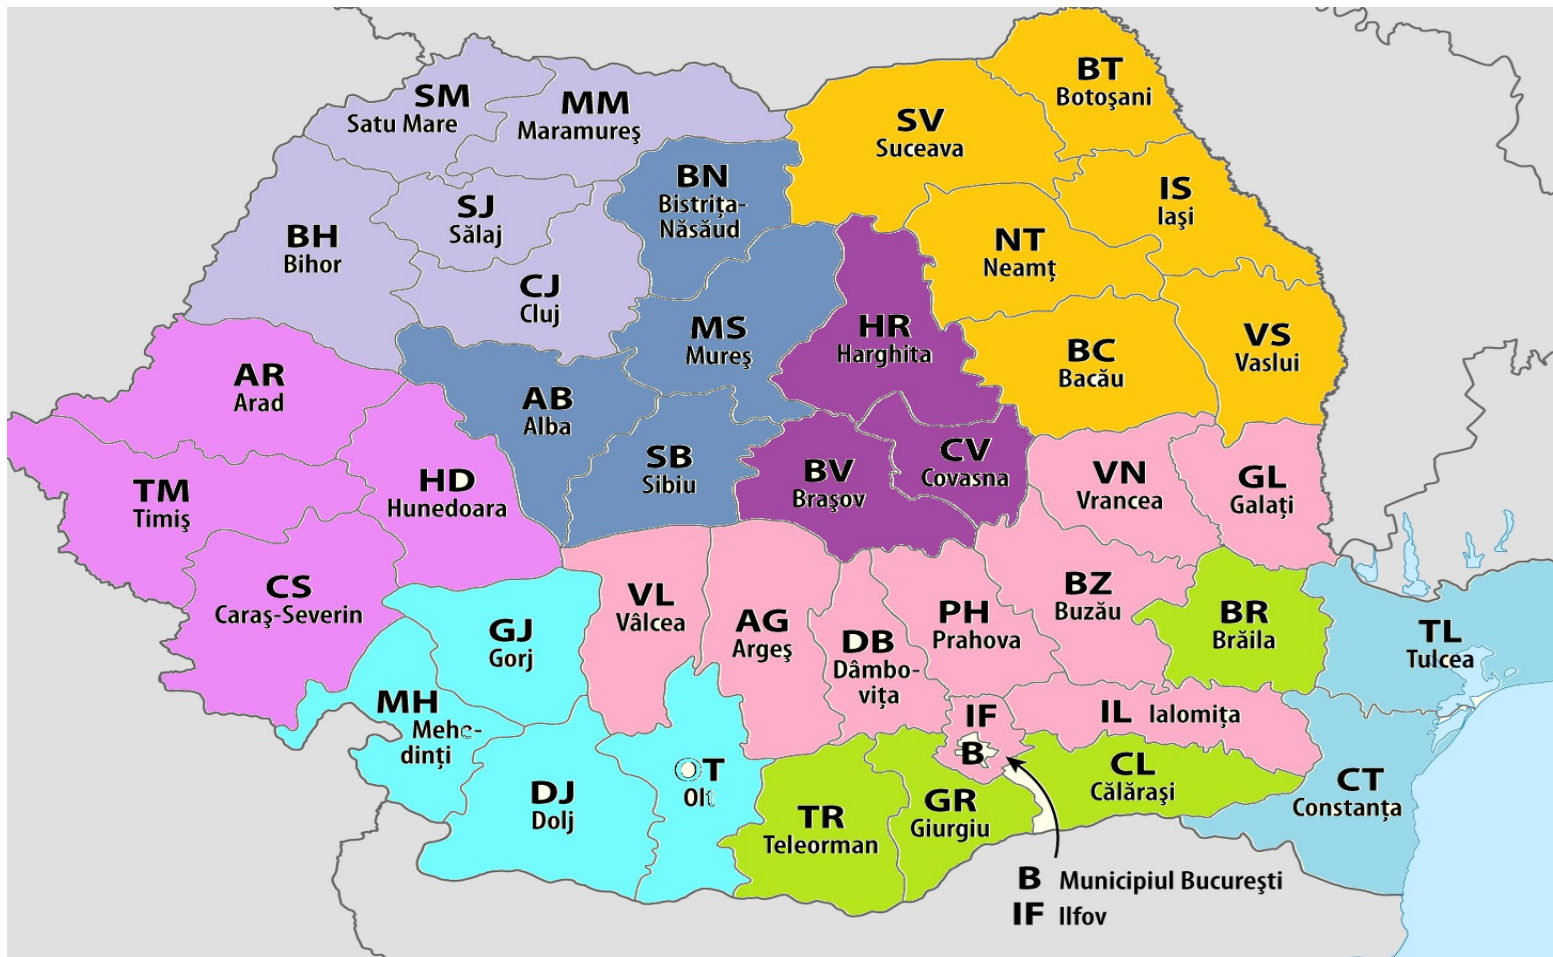 BT
Botoşani
SM
Satu Mare
MM
Maramureş
SV
Suceava
BN
Bistriţa-
Năsăud
IS
Iaşi
SJ
Sălaj
BH
Bihor
NT
Neamţ
CJ
Cluj
MS
Mureş
HR
Harghita
BC
Bacău
VS
Vaslui
AR
Arad
AB
Alba
SB
Sibiu
BV
Braşov
CV
Covasna
VN
Vrancea
GL
Galaţi
TM
Timiş
HD
Hunedoara
CS
Caraş-Severin
GJ
Gorj
VL
Vâlcea
AG
Argeş
DB
Dâmbo-
viţa
PH
Prahova
BZ
Buzău
BR
Brăila
TL
Tulcea
MH
Mehe-
dinţi
IF
B
IL Ialomiţa
DJ
Dolj
OT
Olt
TR
Teleorman
GR
Giurgiu
CL
Călăraşi
CT
Constanţa
B Municipiul Bucureşti
IF Ilfov